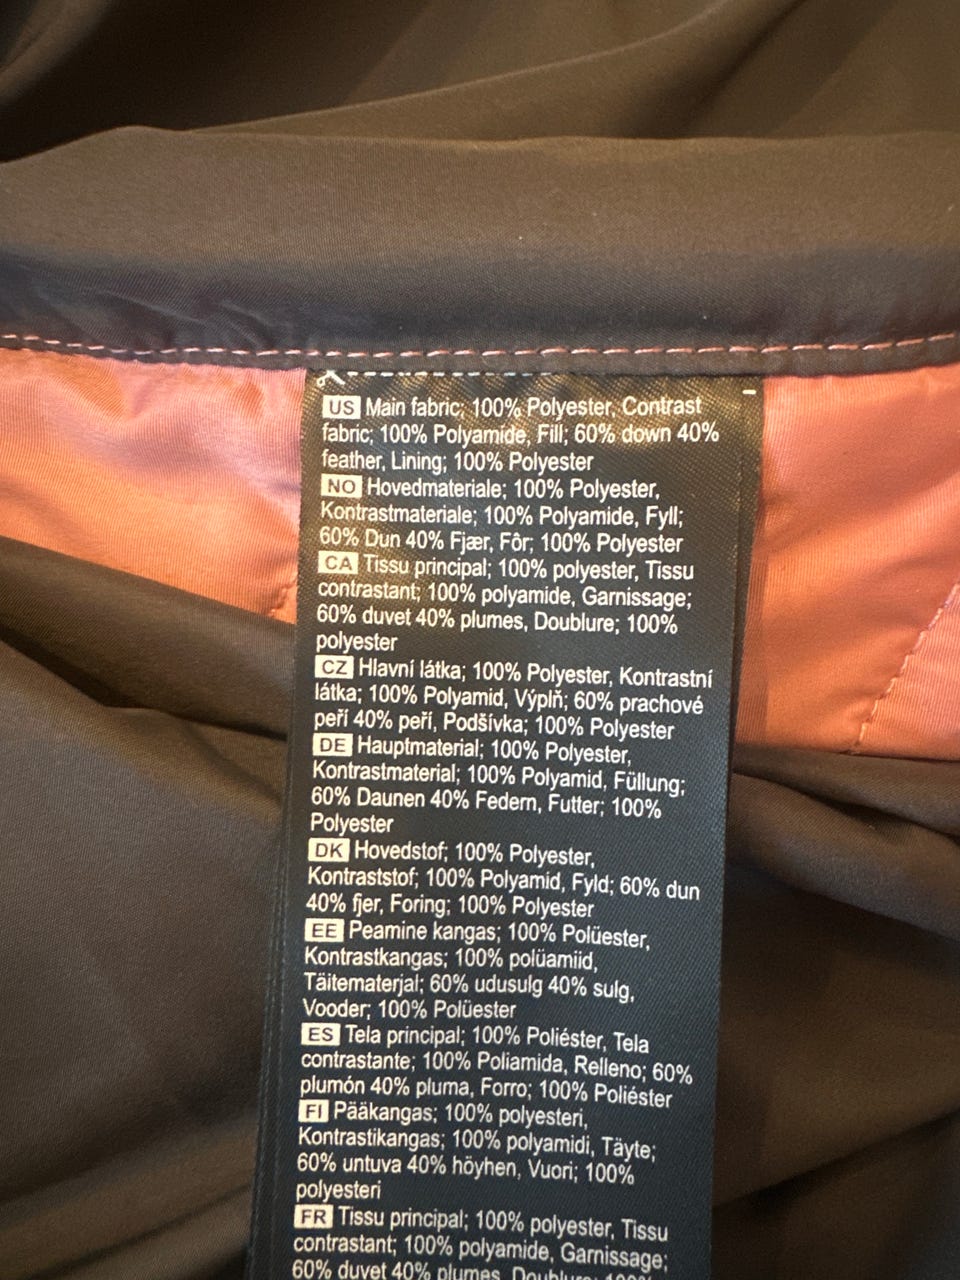 US Main fabric; 100% Polyester, Contrast
fabric; 100% Polyamide, Fill; 60% down 40%
feather, Lining; 100% Polyester
NO Hovedmateriale; 100% Polyester,
Kontrastmateriale; 100% Polyamide, Fyll;
60% Dun 40% Fjær, Fôr; 100% Polyester
CA Tissu principal; 100% polyester, Tissu
contrastant; 100% polyamide, Garnissage;
60% duvet 40% plumes, Doublure; 100%
polyester
CZ Hlavní látka; 100% Polyester, Kontrastní
látka; 100% Polyamid, Výplň; 60% prachové
peří 40% peří, Podšívka; 100% Polyester
DE Hauptmaterial; 100% Polyester,
Kontrastmaterial; 100% Polyamid, Füllung;
60% Daunen 40% Federn, Futter; 100%
Polyester
DK Hovedstof; 100% Polyester,
Kontraststof; 100% Polyamid, Fyld; 60% dun
40% fjer, Foring; 100% Polyester
EE Peamine kangas; 100% Polüester,
Kontrastkangas; 100% polüamiid,
Täitematerjal; 60% udusulg 40% sulg,
Vooder; 100% Polüester
ES Tela principal; 100% Poliéster, Tela
contrastante; 100% Poliamida, Relleno; 60%
plumón 40% pluma, Forro; 100% Poliéster
FI Pääkangas; 100% polyesteri,
Kontrastikangas; 100% polyamidi, Täyte;
60% untuva 40% höyhen, Vuori; 100%
polyesteri
FR Tissu principal; 100% polyester, Tissu
contrastant; 100% polyamide, Garnissage;
60% duvet 40% plumes, Doublure; 100%